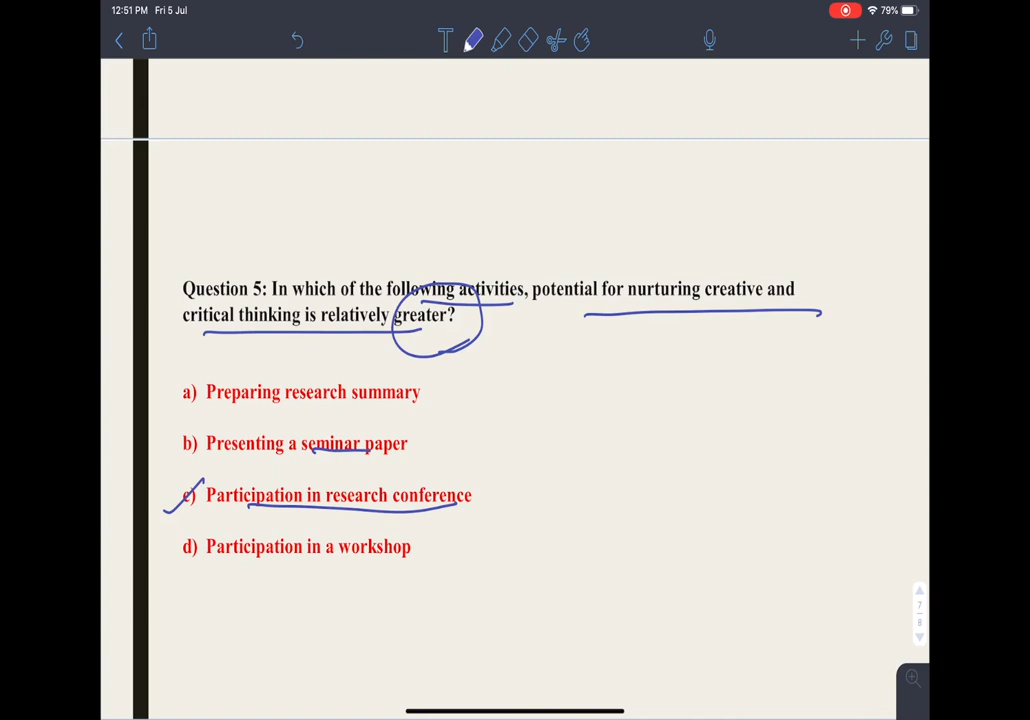 12:51 PM Fri 5 Jul
79%
T
Question 5: In which of the following activities, potential for nurturing creative and
critical thinking is relatively greater?
a) Preparing research summary
b) Presenting a seminar paper
c) Participation in research conference
d) Participation in a workshop
7
8